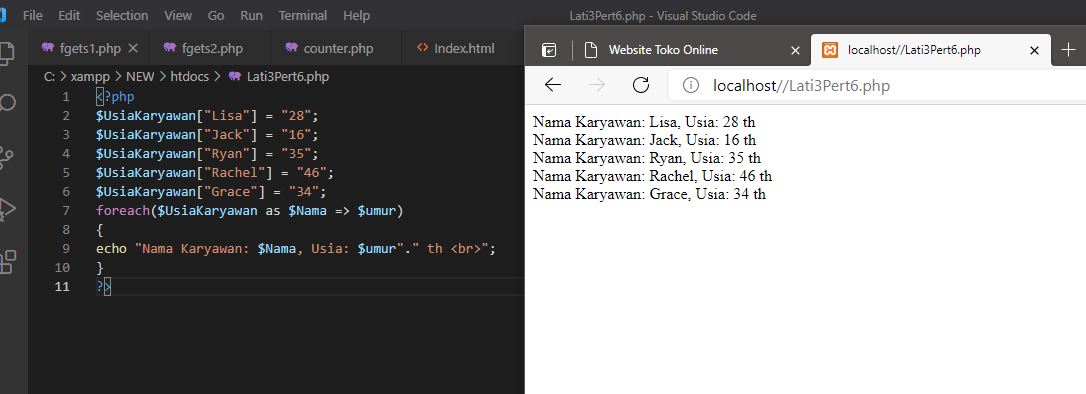 File Edit Selection View Go Run Terminal Help Lati3Pert6.php - Visual Studio Code
fgets1.php fgets2.php counter.php Index.html
C: > xampp > NEW > htdocs > Lati3Pert6.php
1 <?php
2 $UsiaKaryawan["Lisa"] = "28";
3 $UsiaKaryawan["Jack"] = "16";
4 $UsiaKaryawan["Ryan"] = "35";
5 $UsiaKaryawan["Rachel"] = "46";
6 $UsiaKaryawan["Grace"] = "34";
7 foreach($UsiaKaryawan as $Nama => $umur)
8 {
9 echo "Nama Karyawan: $Nama, Usia: $umur"." th <br>";
10 }
11 ?>
Website Toko Online localhost//Lati3Pert6.php
localhost//Lati3Pert6.php
Nama Karyawan: Lisa, Usia: 28 th
Nama Karyawan: Jack, Usia: 16 th
Nama Karyawan: Ryan, Usia: 35 th
Nama Karyawan: Rachel, Usia: 46 th
Nama Karyawan: Grace, Usia: 34 th